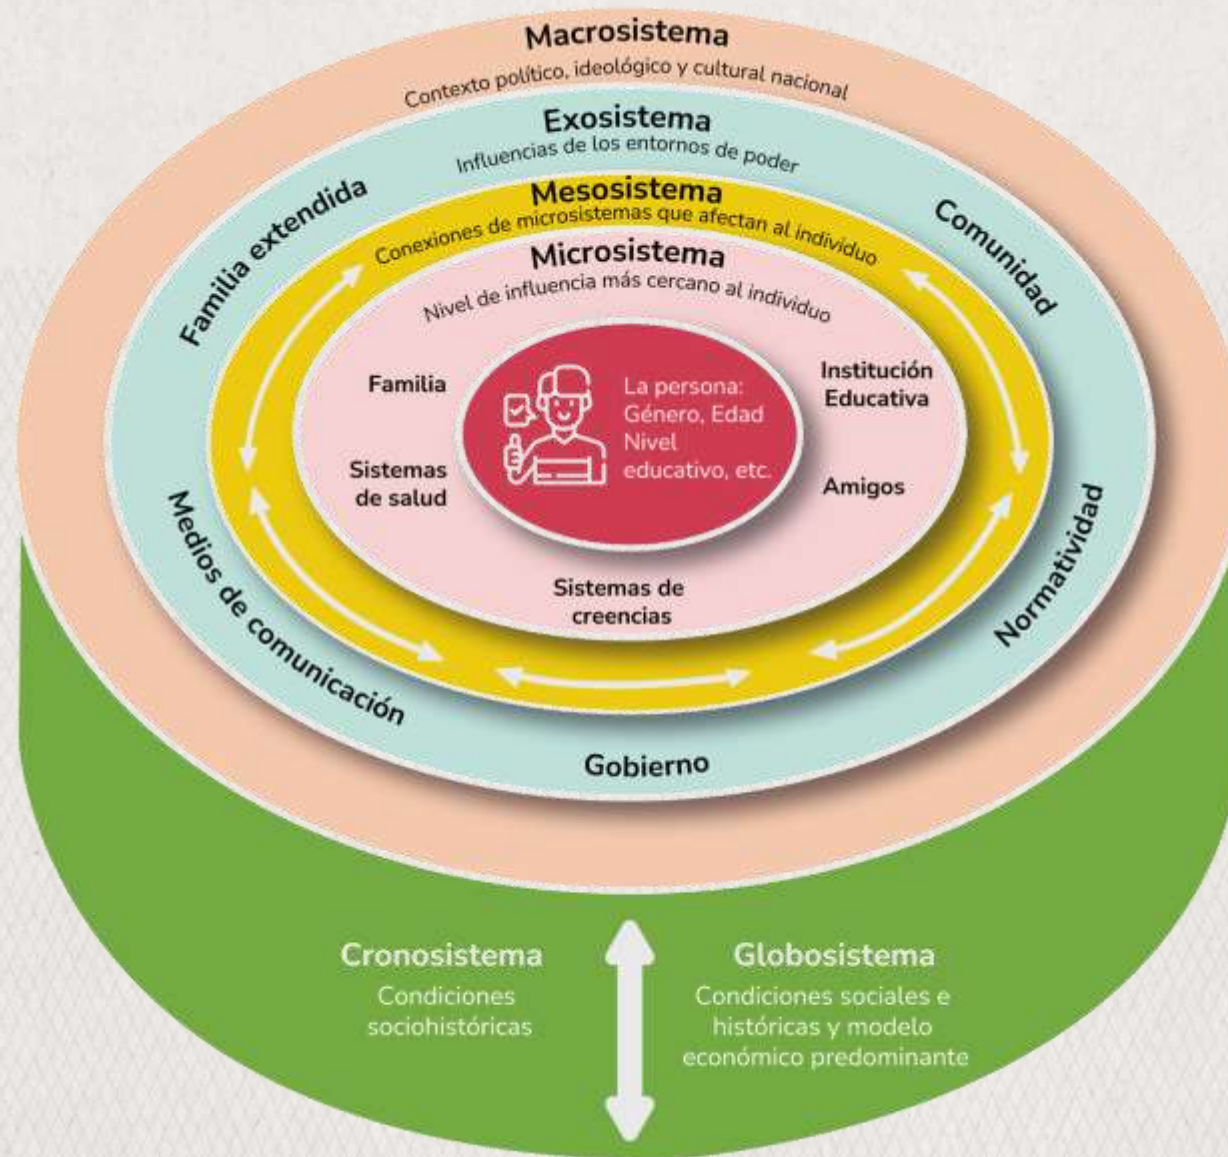 Macrosistema
Contexto político, ideológico y cultural nacional
Exosistema
Influencias de los entornos de poder
Mesosistema
Conexiones de microsistemas que afectan al individuo
Microsistema
Nivel de influencia más cercano al individuo
Familia extendida
Comunidad
Familia
Institución
Educativa
La persona:
Género, Edad
Nivel
educativo, etc.
Sistemas
de salud
Amigos
Sistemas de
creencias
Medios de comunicación
Normatividad
Gobierno
Cronosistema
Condiciones
sociohistóricas
Globosistema
Condiciones sociales e
históricas y modelo
económico predominante